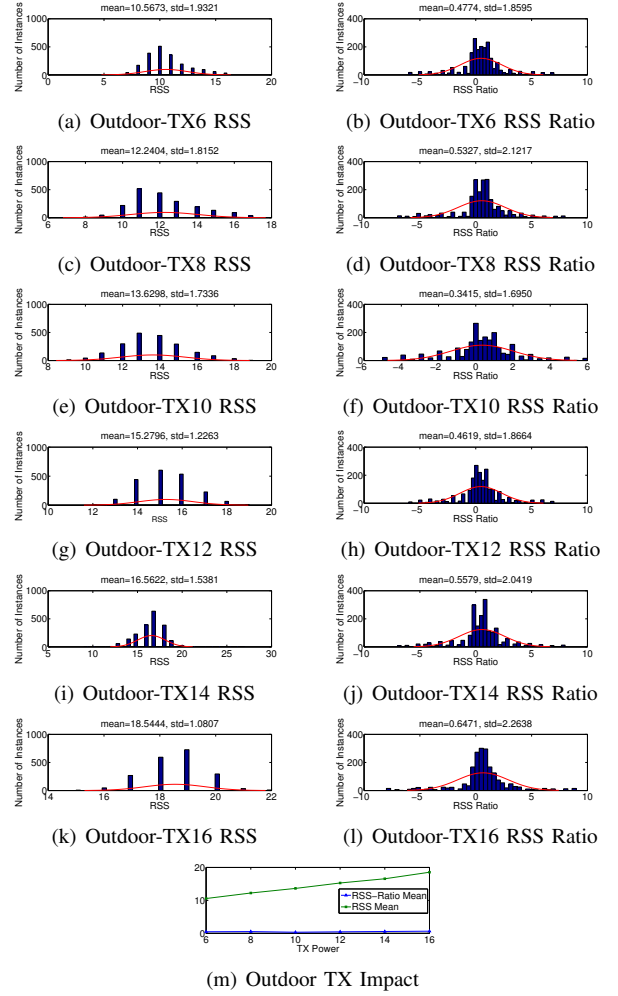 mean=10.5673, std=1.9321
Number of Instances
1000
500
0
0
5
10
15
20
RSS
(a) Outdoor-TX6 RSS
mean=0.4774, std=1.8595
Number of Instances
400
200
0
−10
−5
0
5
10
RSS Ratio
(b) Outdoor-TX6 RSS Ratio
mean=12.2404, std=1.8152
Number of Instances
1000
500
0
6
8
10
12
14
16
18
RSS
(c) Outdoor-TX8 RSS
mean=0.5327, std=2.1217
Number of Instances
400
200
0
−10
−8
−6
−4
−2
0
2
4
6
8
RSS Ratio
(d) Outdoor-TX8 RSS Ratio
mean=13.6298, std=1.7336
Number of Instances
1000
500
0
8
10
12
14
16
18
20
RSS
(e) Outdoor-TX10 RSS
mean=0.3415, std=1.6950
Number of Instances
400
200
0
−6
−4
−2
0
2
4
6
RSS Ratio
(f) Outdoor-TX10 RSS Ratio
mean=15.2796, std=1.2263
Number of Instances
1000
500
0
10
12
14
16
18
20
RSS
(g) Outdoor-TX12 RSS
mean=0.4619, std=1.8664
Number of Instances
400
200
0
−10
−5
0
5
10
RSS Ratio
(h) Outdoor-TX12 RSS Ratio
mean=16.5622, std=1.5381
Number of Instances
1000
500
0
5
10
15
20
25
30
RSS
(i) Outdoor-TX14 RSS
mean=0.5579, std=2.0419
Number of Instances
400
200
0
−10
−5
0
5
10
RSS Ratio
(j) Outdoor-TX14 RSS Ratio
mean=18.5444, std=1.0807
Number of Instances
1000
500
0
14
16
18
20
22
RSS
(k) Outdoor-TX16 RSS
mean=0.6471, std=2.2638
Number of Instances
400
200
0
−10
−5
0
5
10
RSS Ratio
(l) Outdoor-TX16 RSS Ratio
20
10
0
6
8
10
12
14
16
TX Power
RSS−Ratio Mean
RSS Mean
(m) Outdoor TX Impact